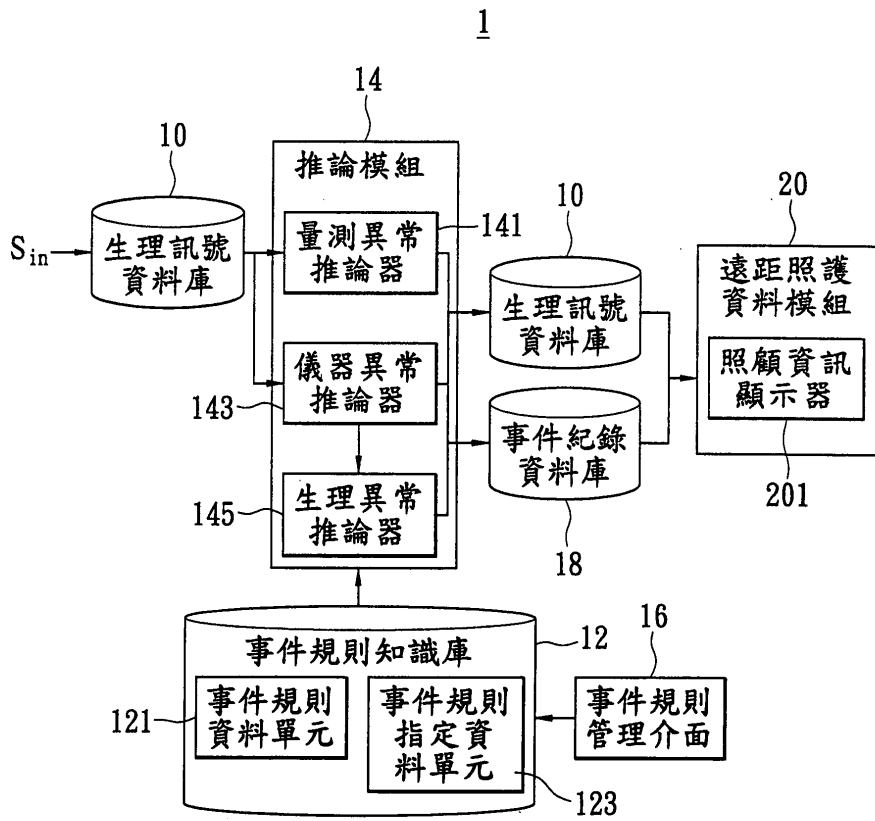 1
14
10
推論模組
S_in
生理訊號
資料庫
量測異常
推論器
141
10
20
遠距照護
資料模組
生理訊號
資料庫
儀器異常
推論器
143
照顧資訊
顯示器
201
事件紀錄
資料庫
18
生理異常
推論器
145
事件規則知識庫
12
16
121
事件規則
資料單元
事件規則
指定資
料單元
123
事件規則
管理介面